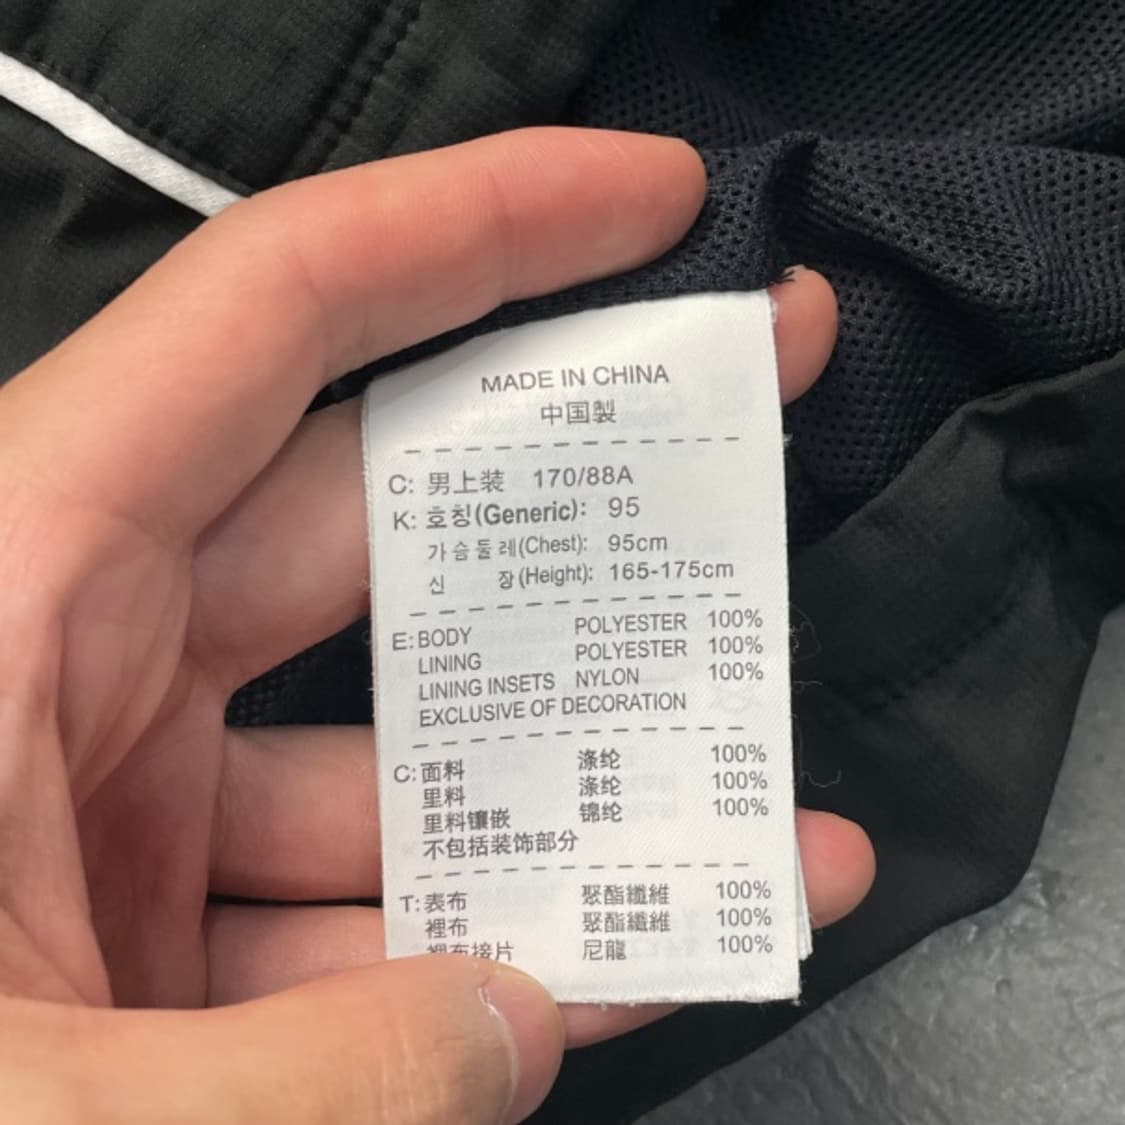 MADE IN CHINA
中国製
C: 男上装 170/88A
K: 호칭(Generic): 95
가슴둘레(Chest): 95cm
신 장(Height): 165-175cm
E: BODY POLYESTER 100%
LINING POLYESTER 100%
LINING INSETS NYLON 100%
EXCLUSIVE OF DECORATION
C: 面料 涤纶 100%
里料 涤纶 100%
里料镶嵌 锦纶 100%
不包括装饰部分
T: 表布 聚酯纖維 100%
裡布 聚酯纖維 100%
裡布接片 尼龍 100%